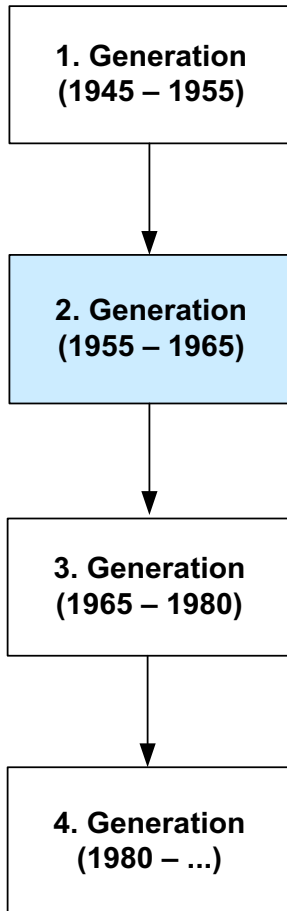 1. Generation
(1945 – 1955)
2. Generation
(1955 – 1965)
3. Generation
(1965 – 1980)
4. Generation
(1980 – ...)